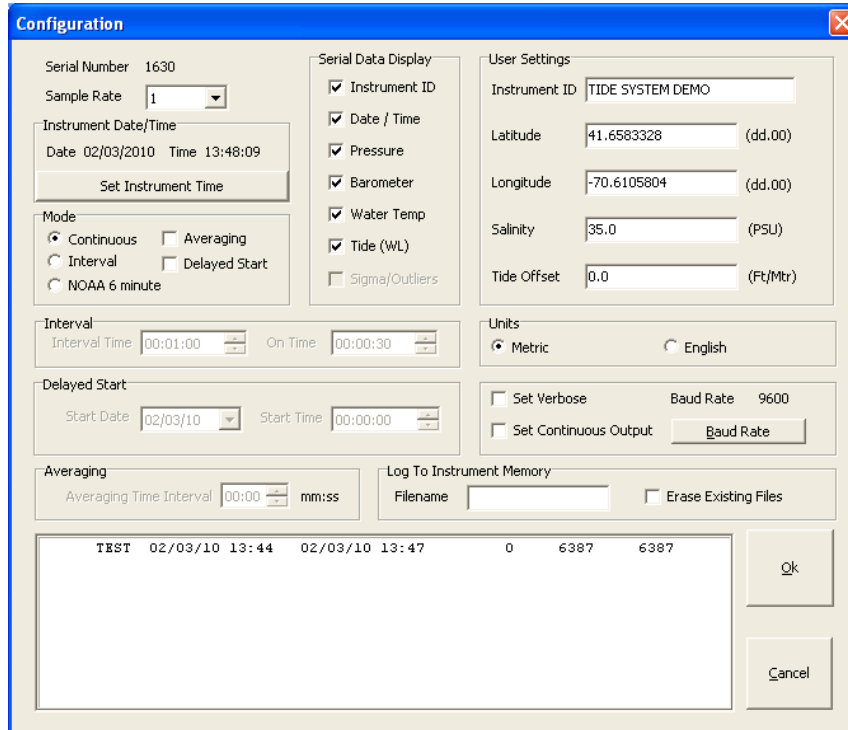 Configuration
Serial Number 1630
Sample Rate 1
Instrument Date/Time
Date 02/03/2010 Time 13:48:09
Set Instrument Time
Mode
Continuous Averaging
Interval Delayed Start
NOAA 6 minute
Serial Data Display
Instrument ID
Date / Time
Pressure
Barometer
Water Temp
Tide (WL)
Sigma/Outliers
User Settings
Instrument ID TIDE SYSTEM DEMO
Latitude 41.6583328 (dd.00)
Longitude -70.6105804 (dd.00)
Salinity 35.0 (PSU)
Tide Offset 0.0 (Ft/Mtr)
Interval
Interval Time 00:01:00 On Time 00:00:30
Units
Metric English
Delayed Start
Start Date 02/03/10 Start Time 00:00:00
Set Verbose Baud Rate 9600
Set Continuous Output Baud Rate
Averaging
Averaging Time Interval 00:00 mm:ss
Log To Instrument Memory
Filename Erase Existing Files
TEST 02/03/10 13:44 02/03/10 13:47 0 6387 6387
Ok
Cancel